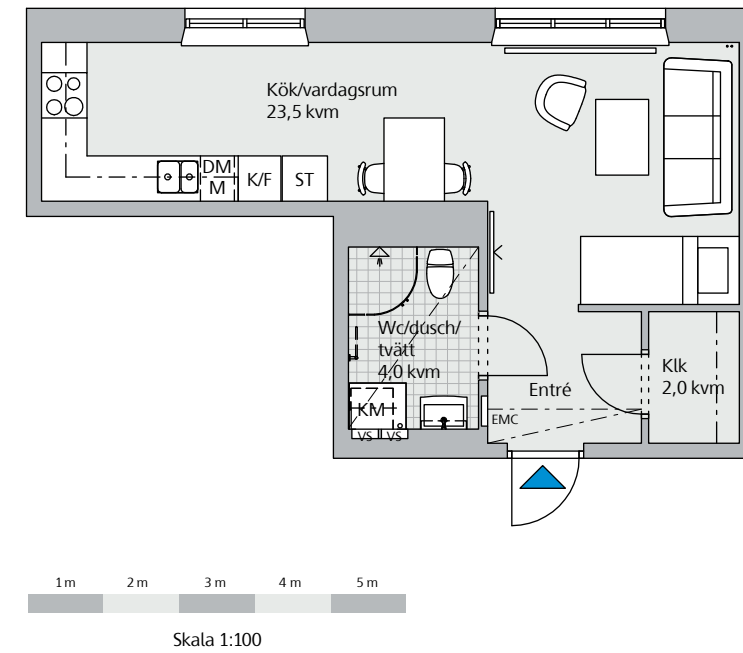 Kök/vardagsrum
23,5 kvm
DM
M
K/F
ST
Wc/dusch/
tvätt
4,0 kvm
KM
VS VS
EMC
Entré
Klk
2,0 kvm
1 m 2 m 3 m 4 m 5 m
Skala 1:100